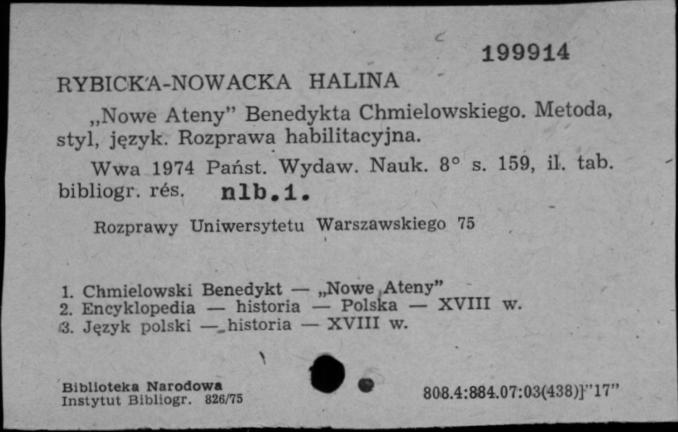 199914
RYBICKA-NOWACKA HALINA
„Nowe Ateny” Benedykta Chmielowskiego. Metoda,
styl, język. Rozprawa habilitacyjna.
Wwa 1974 Państ. Wydaw. Nauk. 8° s. 159, il. tab.
bibliogr. rés. nlb.1.
Rozprawy Uniwersytetu Warszawskiego 75
1. Chmielowski Benedykt — „Nowe Ateny”
2. Encyklopedia — historia — Polska — XVIII w.
3. Język polski — historia — XVIII w.
Biblioteka Narodowa
Instytut Bibliogr. 826/75
808.4:884.07:03(438)]”17”